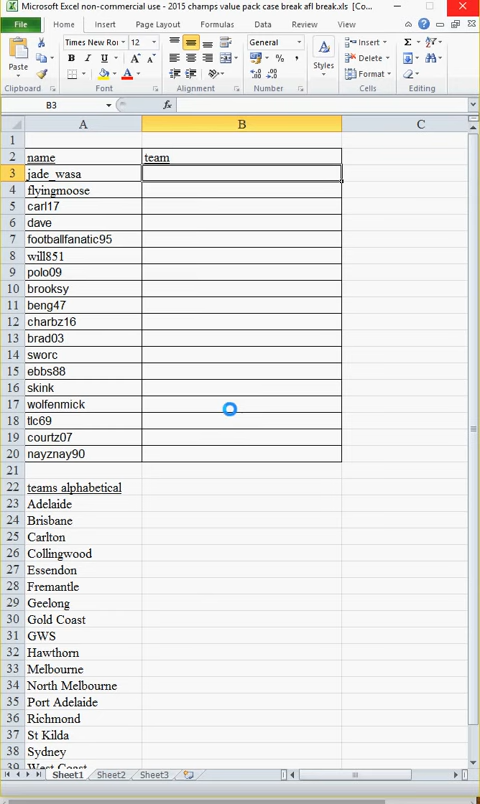 Microsoft Excel non-commercial use - 2015 champs value pack case break afl break.xls [Co...
File Home Insert Page Layout Formulas Data Review View
Paste
Times New Ror 12
B I U
General
% ,
Styles
Insert
Delete
Format
Σ
Clipboard Font Alignment Number Cells Editing
B3 fx
A B C
1
2 name team
3 jade_wasa
4 flyingmoose
5 carl17
6 dave
7 footballfanatic95
8 will851
9 polo09
10 brooksy
11 beng47
12 charbz16
13 brad03
14 sworc
15 ebbs88
16 skink
17 wolfenmick
18 tlc69
19 courtz07
20 nayznay90
21
22 teams alphabetical
23 Adelaide
24 Brisbane
25 Carlton
26 Collingwood
27 Essendon
28 Fremantle
29 Geelong
30 Gold Coast
31 GWS
32 Hawthorn
33 Melbourne
34 North Melbourne
35 Port Adelaide
36 Richmond
37 St Kilda
38 Sydney
39 West Coast
Sheet1 Sheet2 Sheet3